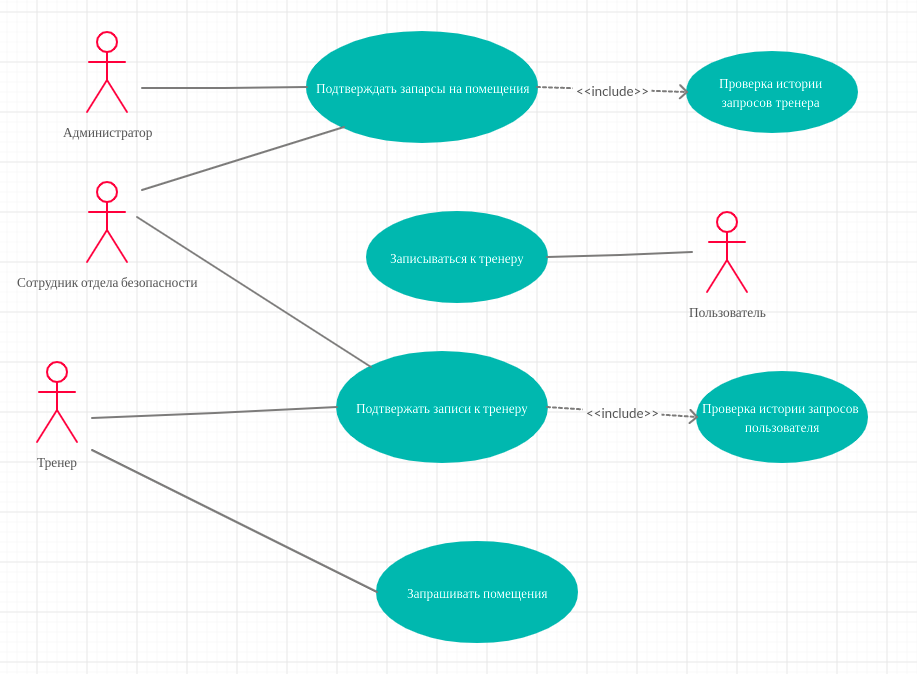 Подтверждать запарсы на помещения
<<include>>
Проверка истории
запросов тренера
Администратор
Записываться к тренеру
Сотрудник отдела безопасности
Пользователь
Подтвержать записи к тренеру
<<include>>
Проверка истории запросов
пользователя
Тренер
Запрашивать помещения